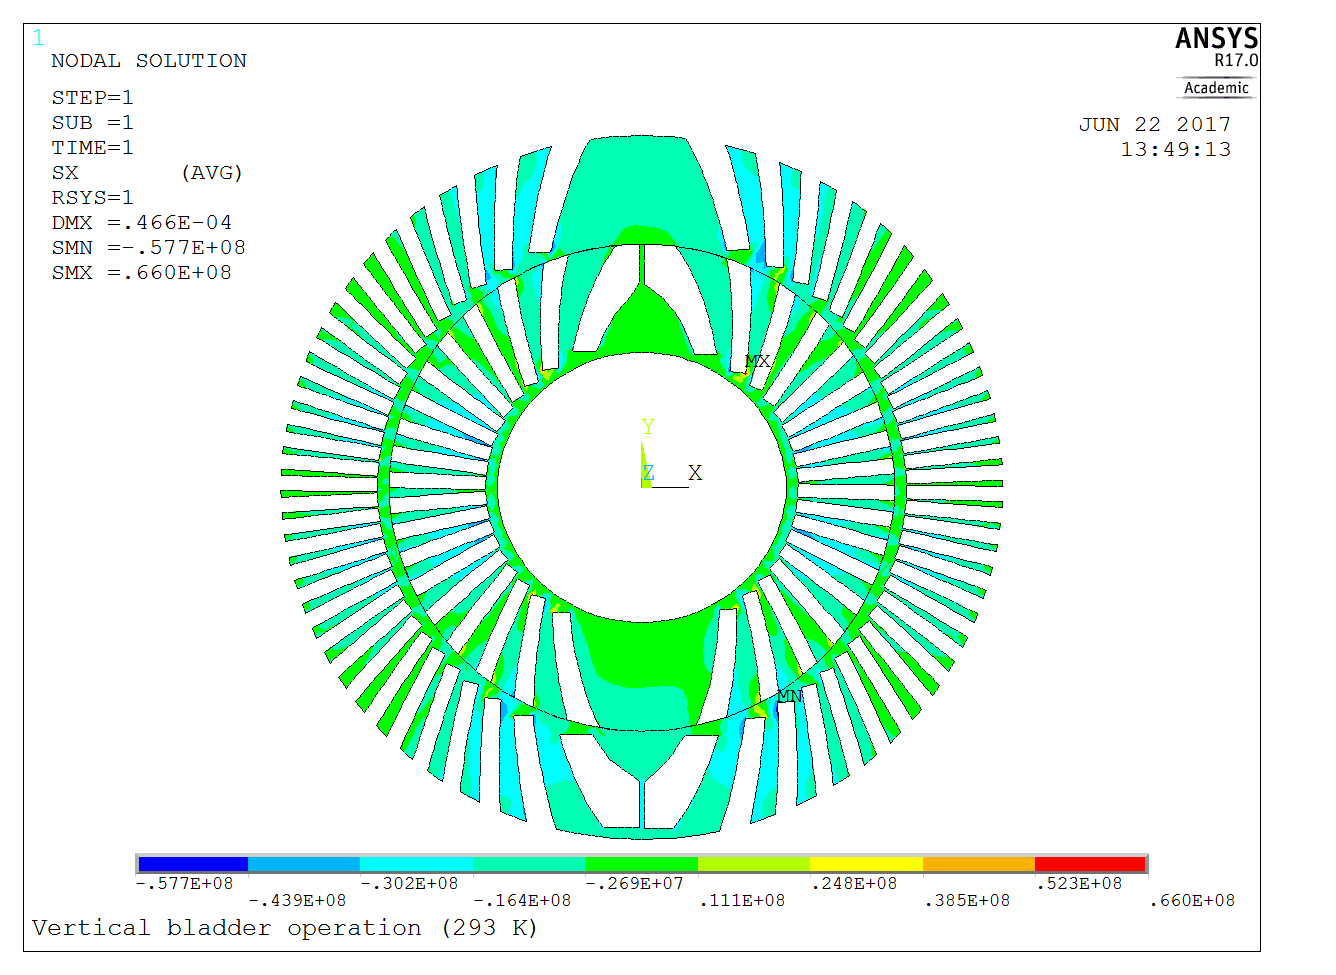 1
NODAL SOLUTION
STEP=1
SUB =1
TIME=1
SX (AVG)
RSYS=1
DMX =.466E-04
SMN =-.577E+08
SMX =.660E+08
ANSYS
R17.0
Academic
JUN 22 2017
13:49:13
MX
Y
Z X
MN
-.577E+08 -.302E+08 -.269E+07 .248E+08 .523E+08
-.439E+08 -.164E+08 .111E+08 .385E+08 .660E+08
Vertical bladder operation (293 K)